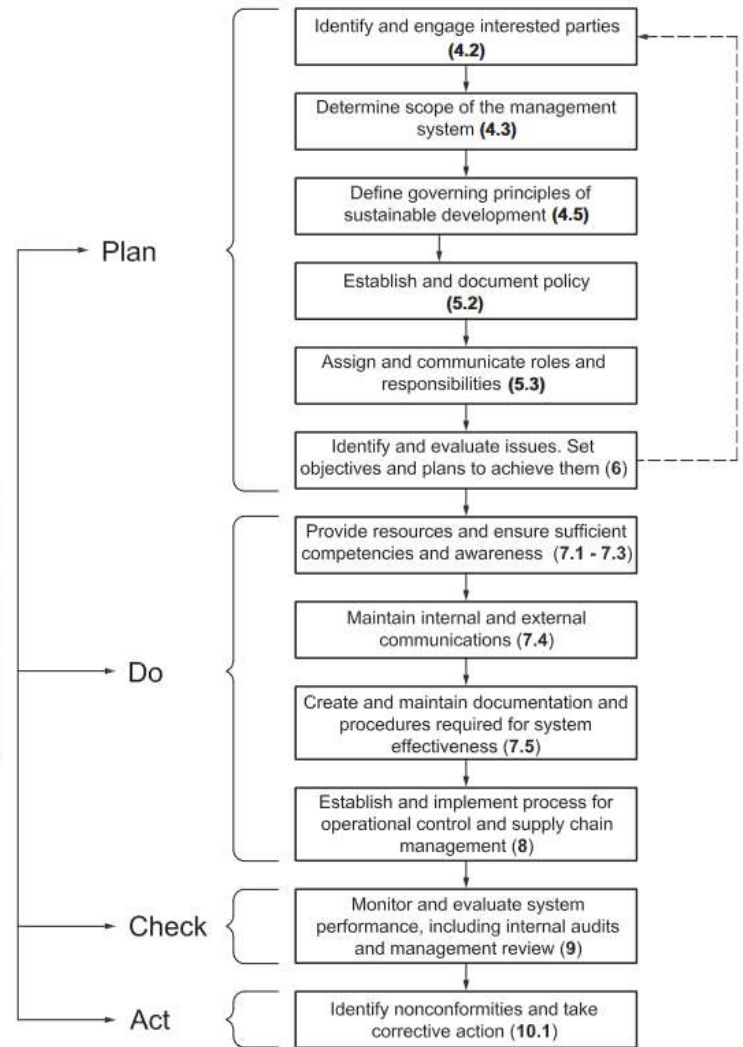 Identify and engage interested parties
(4.2)
Determine scope of the management
system (4.3)
Define governing principles of
sustainable development (4.5)
Plan
Establish and document policy
(5.2)
Assign and communicate roles and
responsibilities (5.3)
Identify and evaluate issues. Set
objectives and plans to achieve them (6)
Provide resources and ensure sufficient
competencies and awareness (7.1 - 7.3)
Maintain internal and external
communications (7.4)
Do
Create and maintain documentation and
procedures required for system
effectiveness (7.5)
Establish and implement process for
operational control and supply chain
management (8)
Check
Monitor and evaluate system
performance, including internal audits
and management review (9)
Act
Identify nonconformities and take
corrective action (10.1)